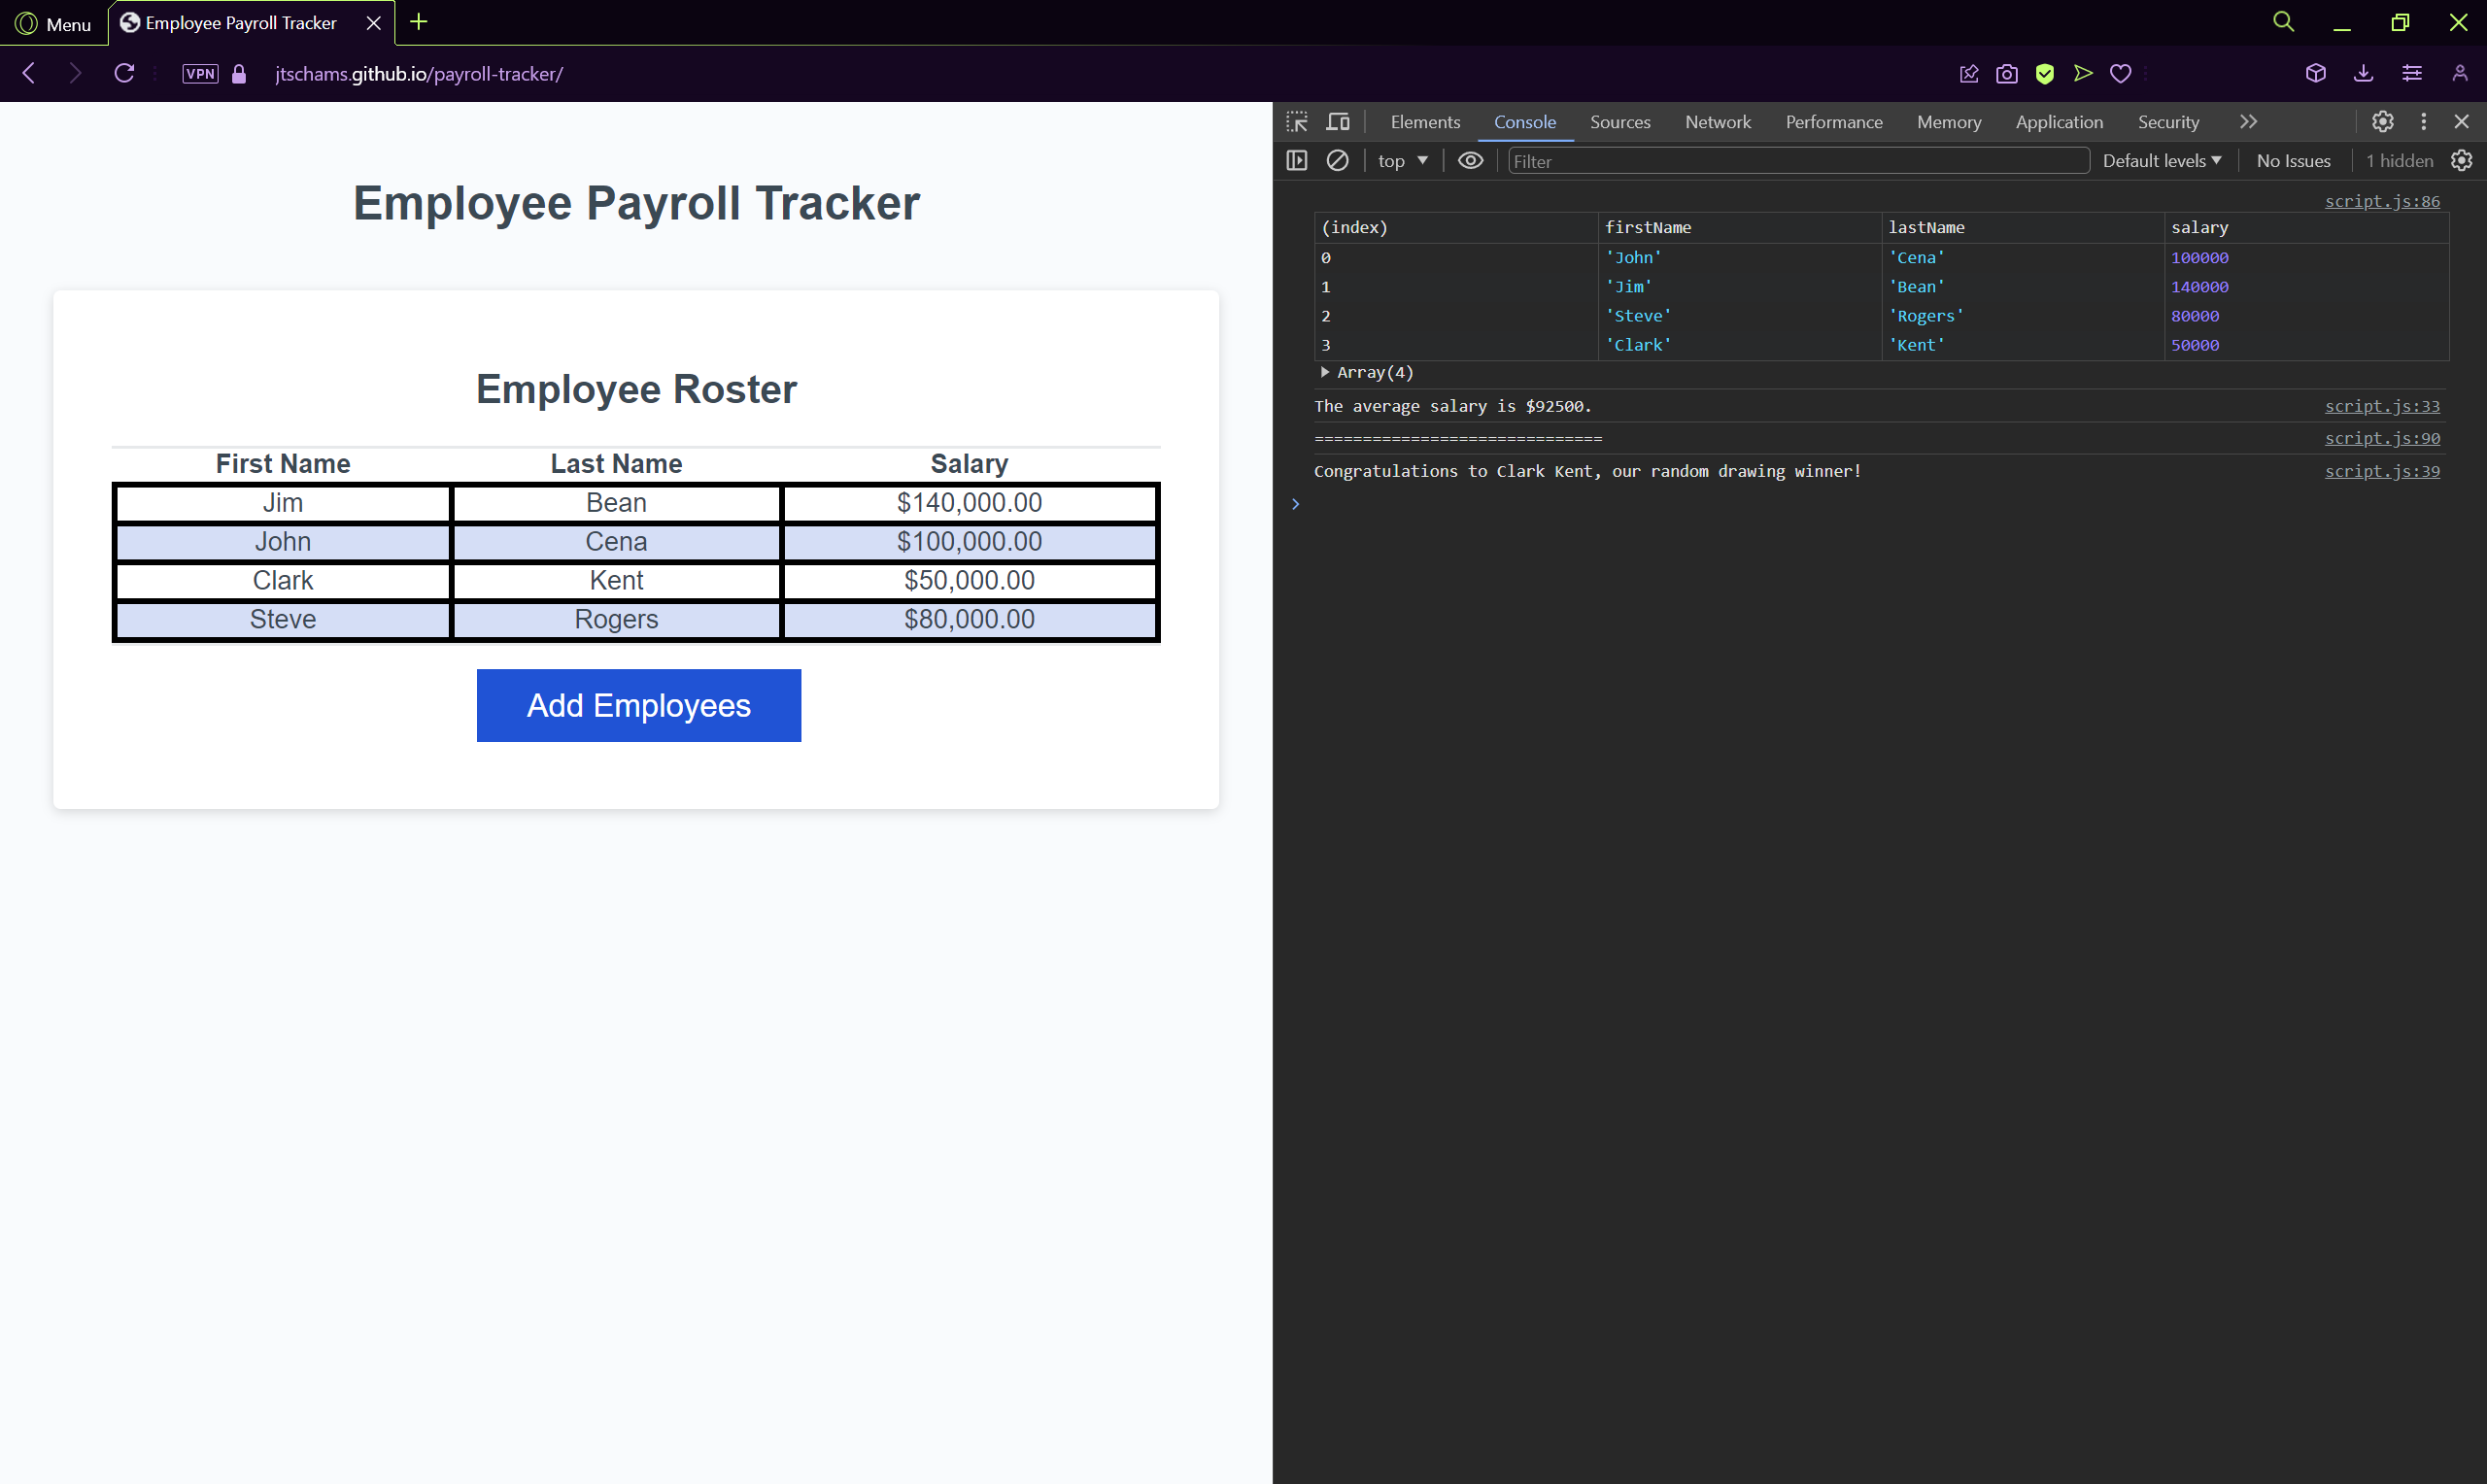 Menu
Employee Payroll Tracker
VPN
jtschams.github.io/payroll-tracker/
Employee Payroll Tracker
Employee Roster
First Name Last Name Salary
Jim Bean $140,000.00
John Cena $100,000.00
Clark Kent $50,000.00
Steve Rogers $80,000.00
Add Employees
Elements Console Sources Network Performance Memory Application Security
top Filter Default levels No Issues 1 hidden
script.js:86
(index) firstName lastName salary
0 'John' 'Cena' 100000
1 'Jim' 'Bean' 140000
2 'Steve' 'Rogers' 80000
3 'Clark' 'Kent' 50000
Array(4)
The average salary is $92500. script.js:33
============================== script.js:90
Congratulations to Clark Kent, our random drawing winner! script.js:39